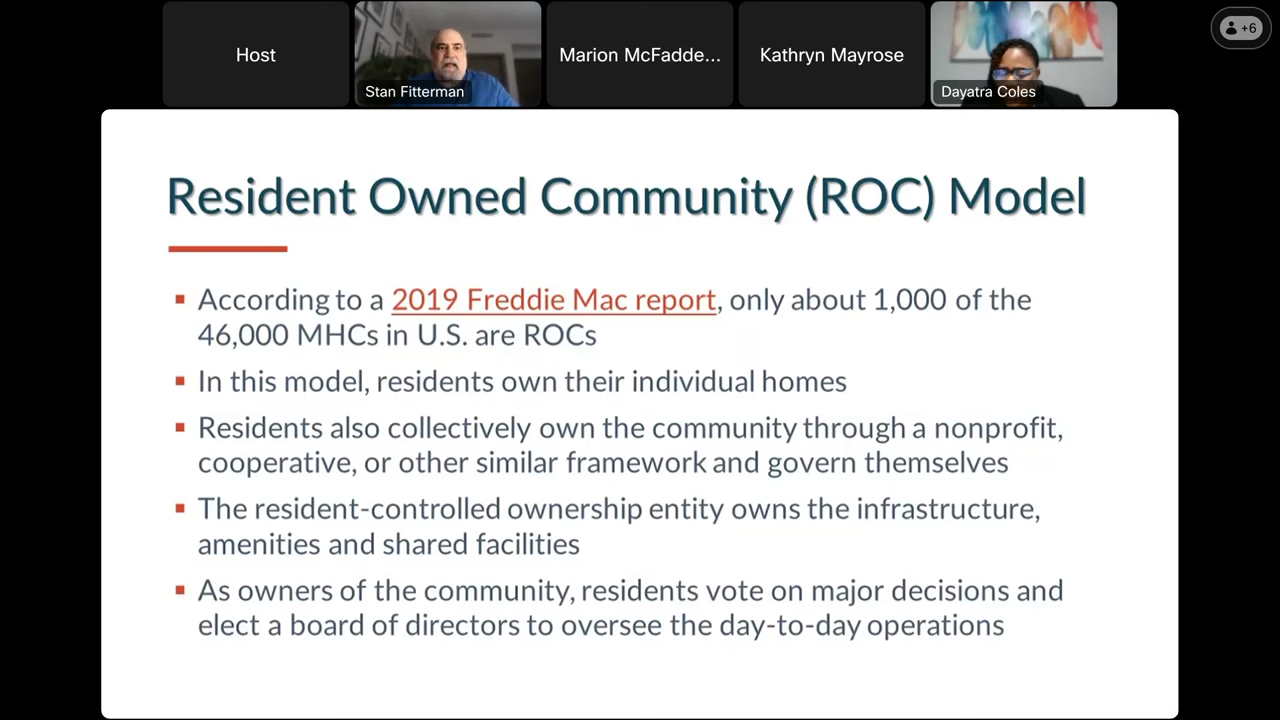 Host
Stan Fitterman
Marion McFadde...
Kathryn Mayrose
Dayatra Coles
+6
Resident Owned Community (ROC) Model
▪ According to a 2019 Freddie Mac report, only about 1,000 of the
46,000 MHCs in U.S. are ROCs
▪ In this model, residents own their individual homes
▪ Residents also collectively own the community through a nonprofit,
cooperative, or other similar framework and govern themselves
▪ The resident-controlled ownership entity owns the infrastructure,
amenities and shared facilities
▪ As owners of the community, residents vote on major decisions and
elect a board of directors to oversee the day-to-day operations